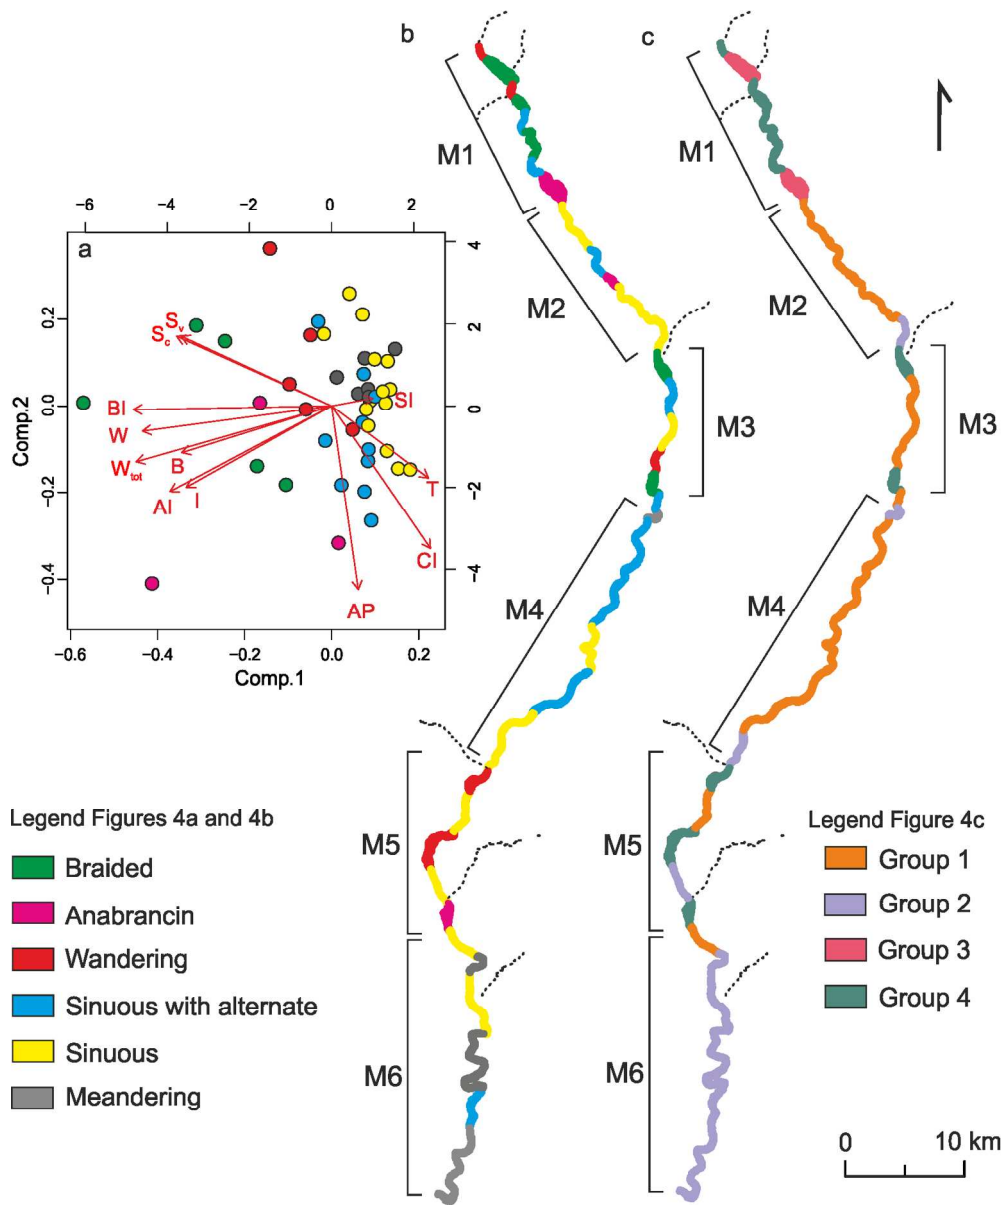 b
c
M1
M1
−6
−4
−2
0
2
a
4
2
0
−2
−4
0.2
0.0
−0.2
−0.4
Sv
Sc
BI
W
Wtot
B
AI
I
SI
T
CI
AP
−0.6
−0.4
−0.2
0.0
0.2
Comp.1
Comp.2
M2
M2
M3
M3
M4
M4
M5
M5
M6
M6
Legend Figures 4a and 4b
Braided
Anabrancin
Wandering
Sinuous with alternate
Sinuous
Meandering
Legend Figure 4c
Group 1
Group 2
Group 3
Group 4
0
10 km